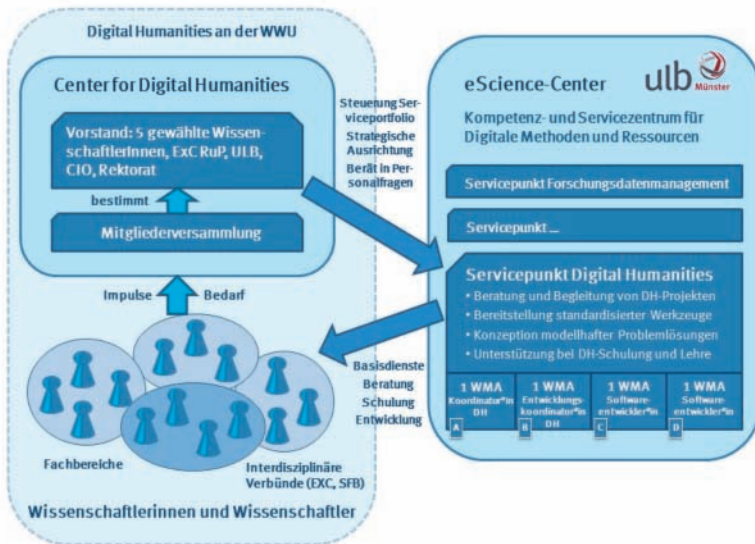 Digital Humanities an der WWU
Center for Digital Humanities
Vorstand: 5 gewählte Wissen-
schaftlerInnen, ExC RuP, ULB,
CIO, Rektorat
bestimmt
Mitgliederversammlung
Impulse
Bedarf
Fachbereiche
Interdisziplinäre
Verbünde (EXC, SFB)
Wissenschaftlerinnen und Wissenschaftler
Steuerung Ser-
viceportfolio
Strategische
Ausrichtung
Berät in Per-
sonalfragen
Basisdienste
Beratung
Schulung
Entwicklung
eScience-Center
ulb
Münster
Kompetenz- und Servicezentrum für
Digitale Methoden und Ressourcen
Servicepunkt Forschungsdatenmanagement
Servicepunkt ...
Servicepunkt Digital Humanities
• Beratung und Begleitung von DH-Projekten
• Bereitstellung standardisierter Werkzeuge
• Konzeption modellhafter Problemlösungen
• Unterstützung bei DH-Schulung und Lehre
1 WMA
Koordinator*in
DH
A
1 WMA
Entwicklungs-
koordinator*in
DH
B
1 WMA
Software-
entwickler*in
C
1 WMA
Software-
entwickler*in
D